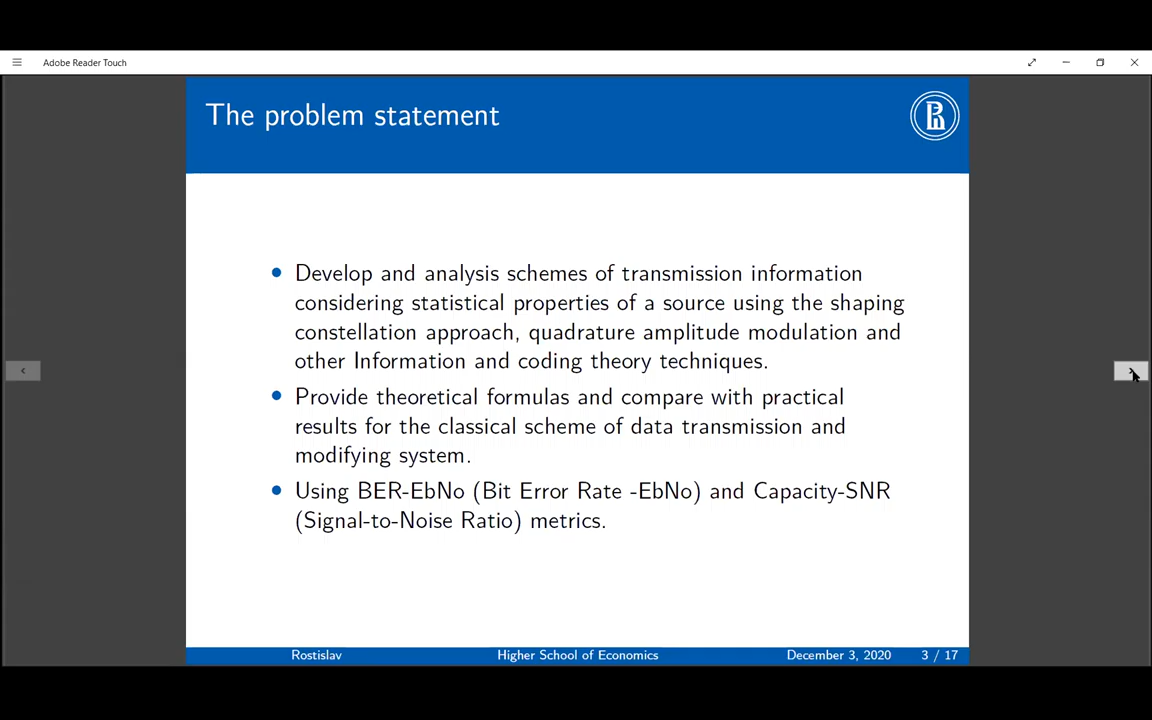 Adobe Reader Touch
The problem statement
Develop and analysis schemes of transmission information
considering statistical properties of a source using the shaping
constellation approach, quadrature amplitude modulation and
other Information and coding theory techniques.
Provide theoretical formulas and compare with practical
results for the classical scheme of data transmission and
modifying system.
Using BER-EbNo (Bit Error Rate -EbNo) and Capacity-SNR
(Signal-to-Noise Ratio) metrics.
Rostislav Higher School of Economics December 3, 2020 3 / 17